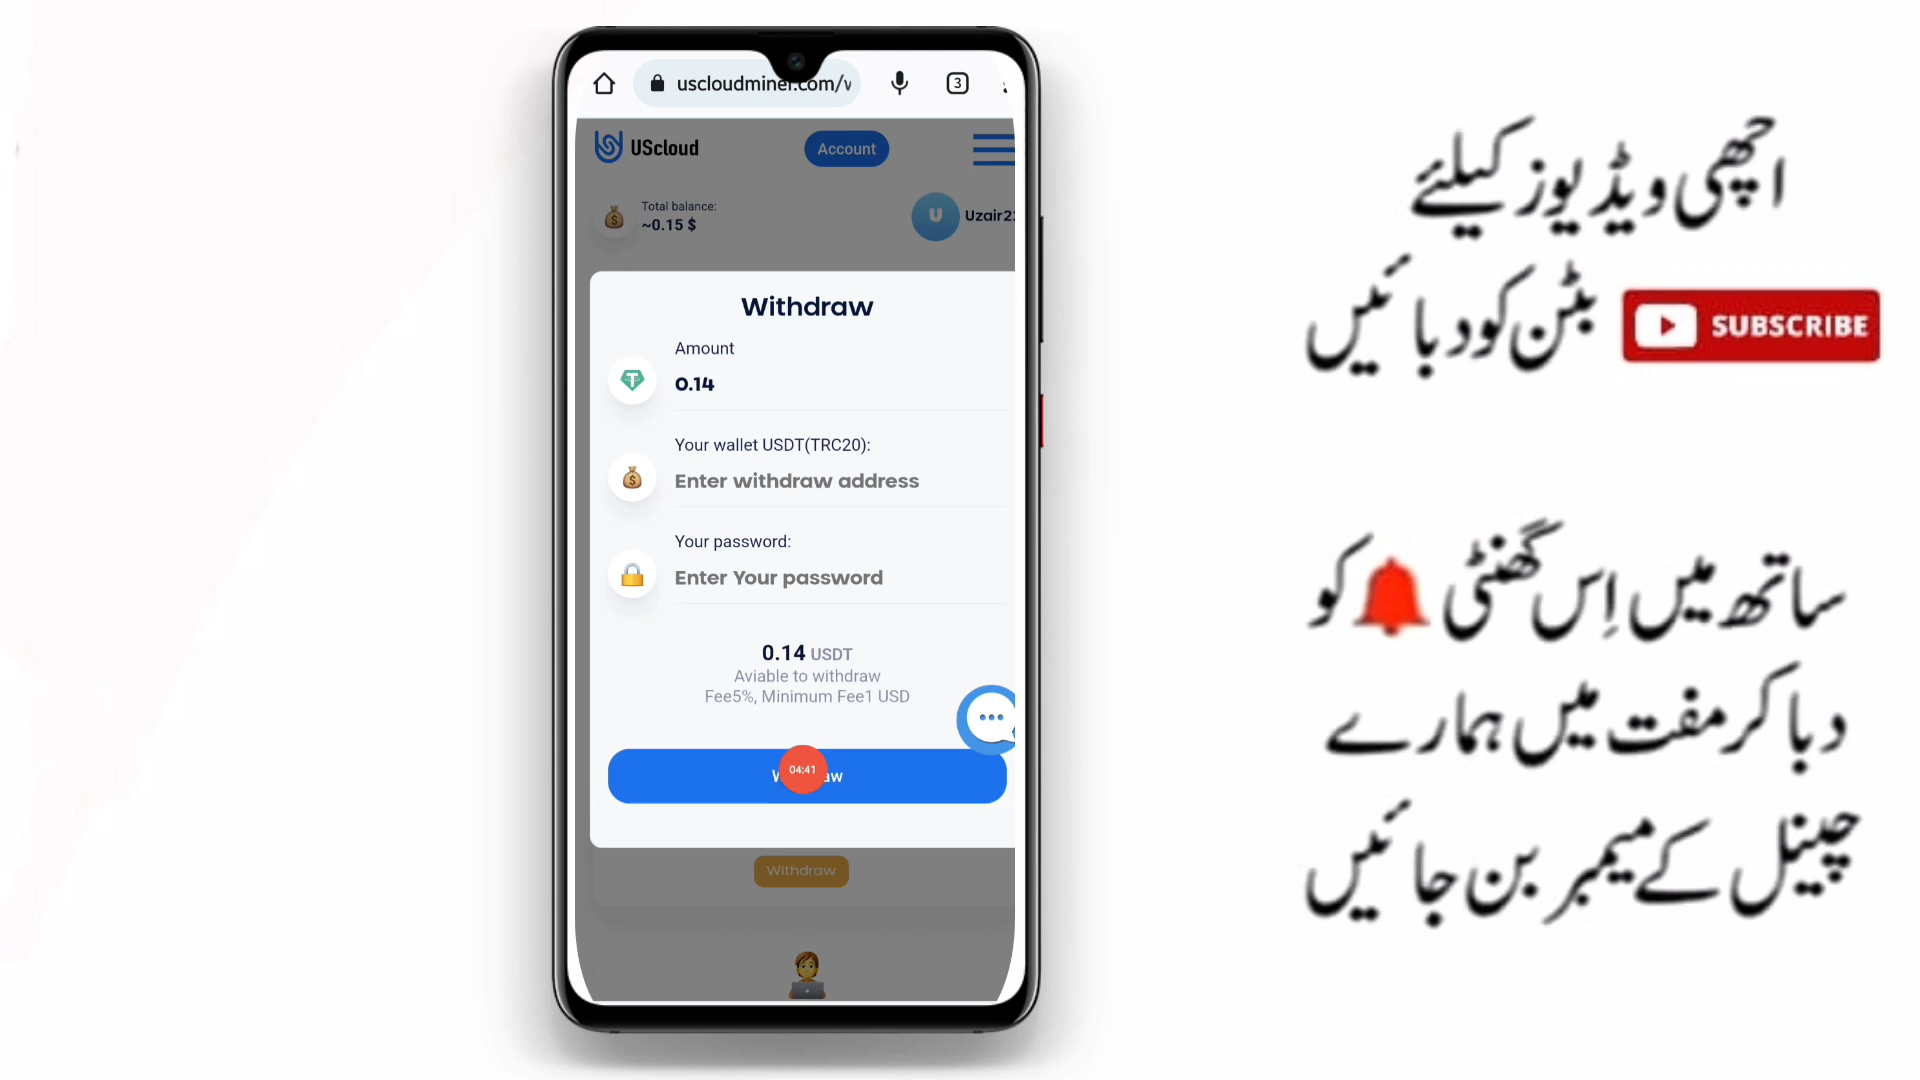 uscloudminer.com/v
3
UScloud
Account
Total balance:
~0.15 $
U
Uzair22
Withdraw
Amount
0.14
Your wallet USDT(TRC20):
Enter withdraw address
Your password:
Enter Your password
0.14 USDT
Aviable to withdraw
Fee5%, Minimum Fee1 USD
04:41
Withdraw
اچھی ویڈیوز کیلئے
بٹن کو دبائیں
SUBSCRIBE
ساتھ میں اِس گھنٹی کو
دبا کر مفت میں ہمارے
چینل کے میمبر بن جائیں